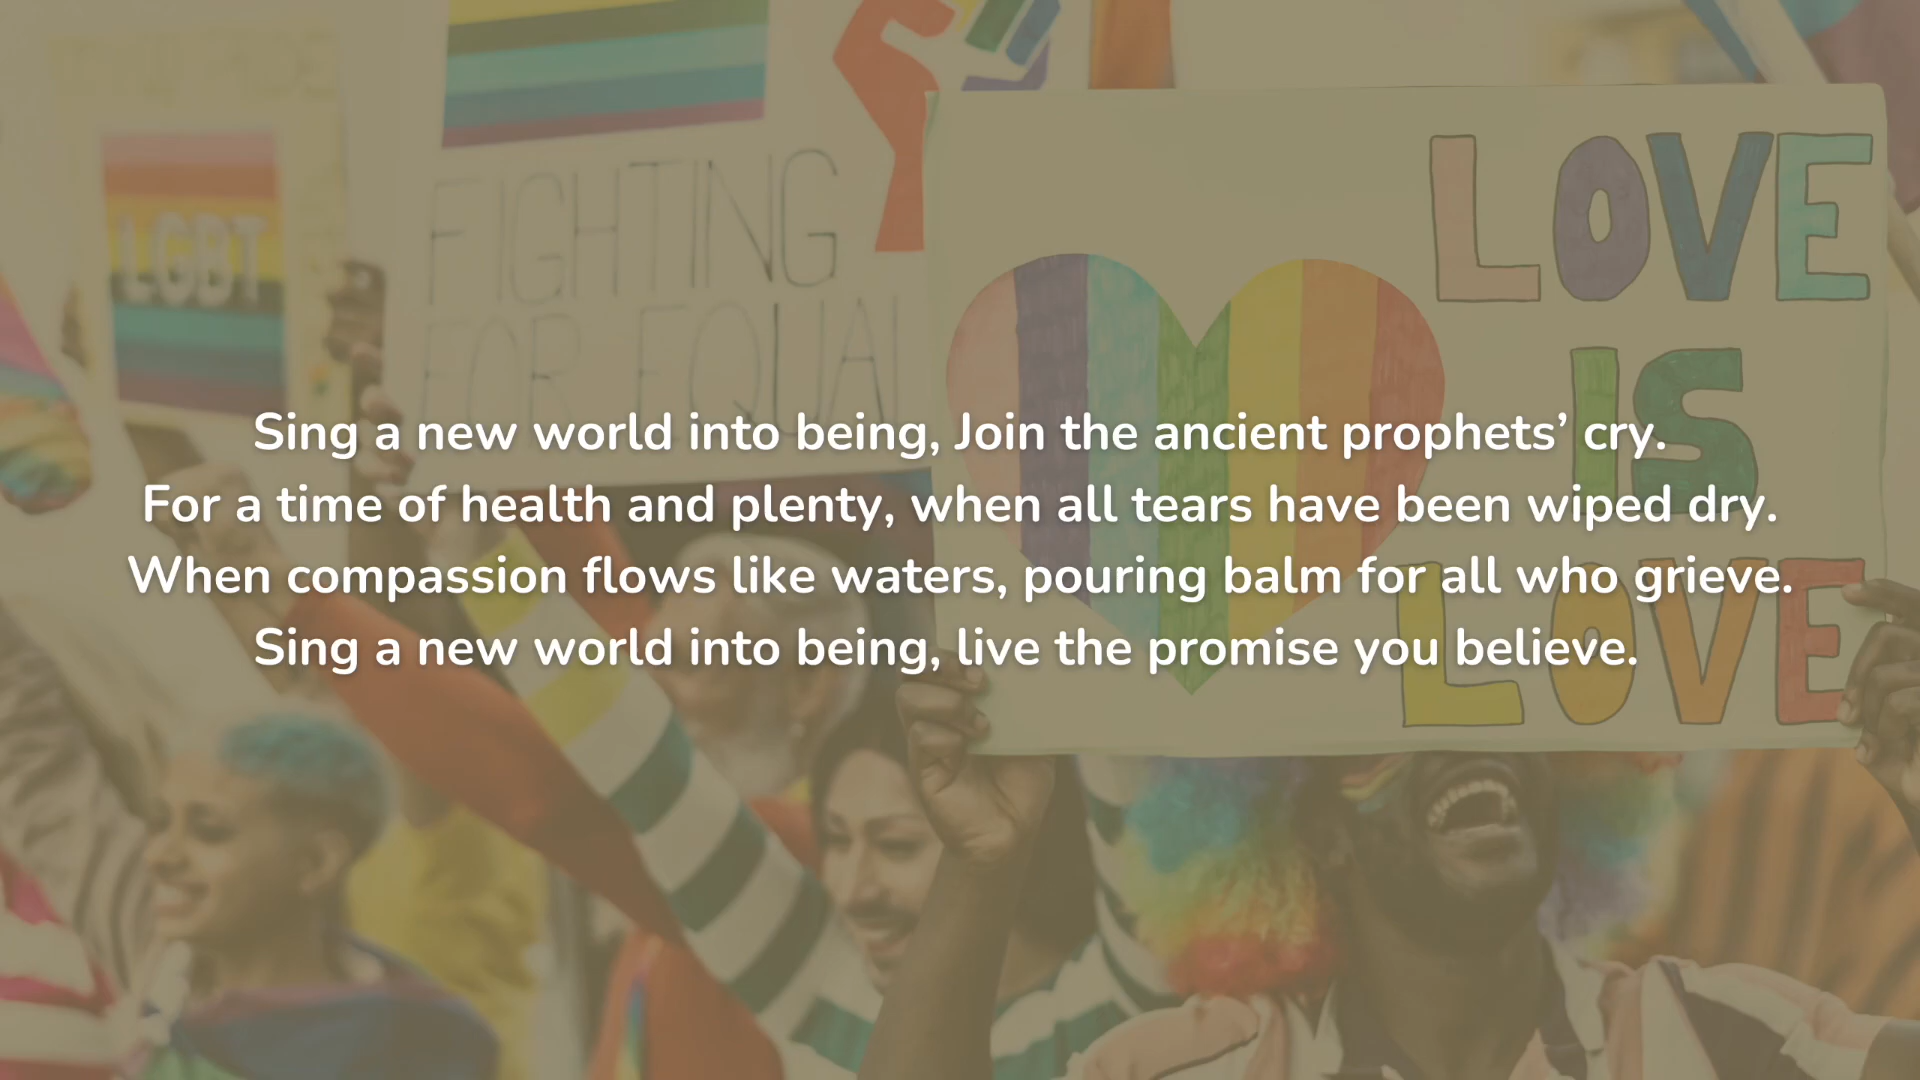 LGBT
FIGHTING
FOR EQUAL
LOVE
IS
LOVE
Sing a new world into being, Join the ancient prophets’ cry.
For a time of health and plenty, when all tears have been wiped dry.
When compassion flows like waters, pouring balm for all who grieve.
Sing a new world into being, live the promise you believe.